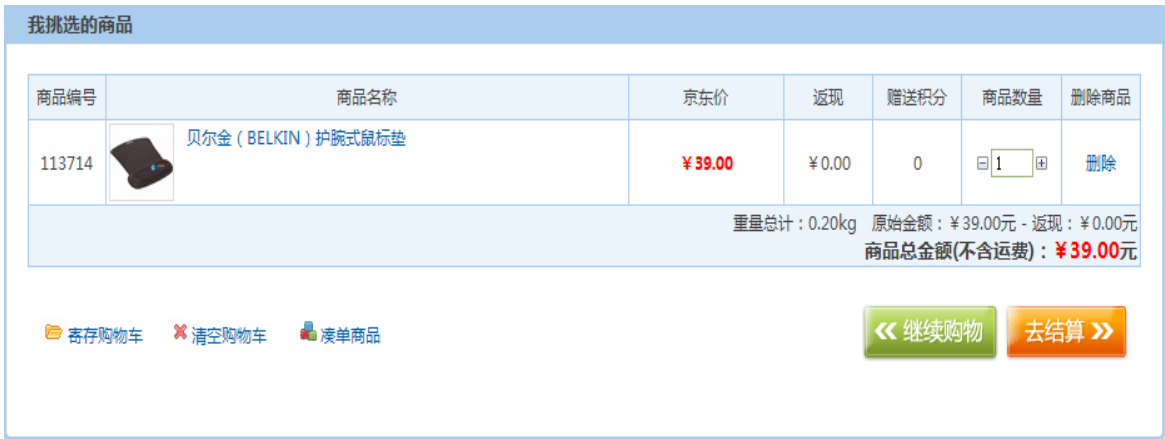 我挑选的商品
商品编号 商品名称 京东价 返现 赠送积分 商品数量 删除商品
贝尔金(BELKIN)护腕式鼠标垫
113714 ¥39.00 ¥0.00 0 1 删除
重量总计:0.20kg 原始金额:¥39.00元 - 返现:¥0.00元
商品总金额(不含运费):¥39.00元
寄存购物车 清空购物车 凑单商品 继续购物 去结算